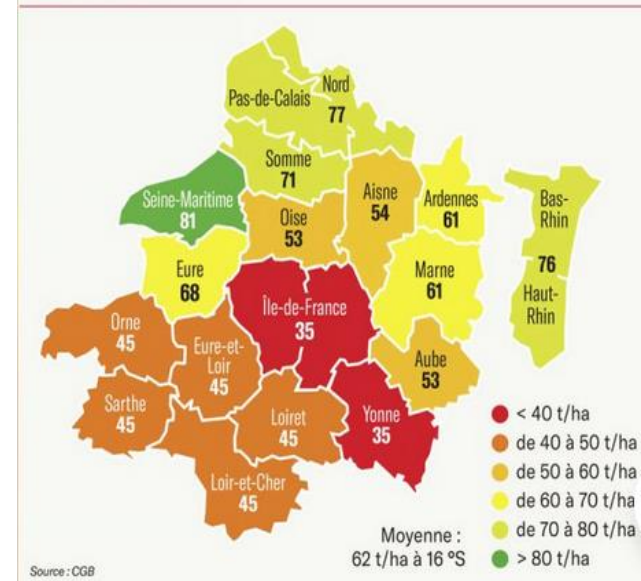 Nord
Pas-de-Calais
77
Somme
71
Seine-Maritime
81
Oise
53
Aisne
54
Ardennes
61
Bas-
Rhin
76
Haut-
Rhin
Eure
68
Île-de-France
35
Marne
61
Orne
45
Eure-et-
Loir
45
Aube
53
Sarthe
45
Loiret
45
Yonne
35
Loir-et-Cher
45
< 40 t/ha
de 40 à 50 t/ha
de 50 à 60 t/ha
de 60 à 70 t/ha
de 70 à 80 t/ha
> 80 t/ha
Moyenne :
62 t/ha à 16 °S
Source : CGB